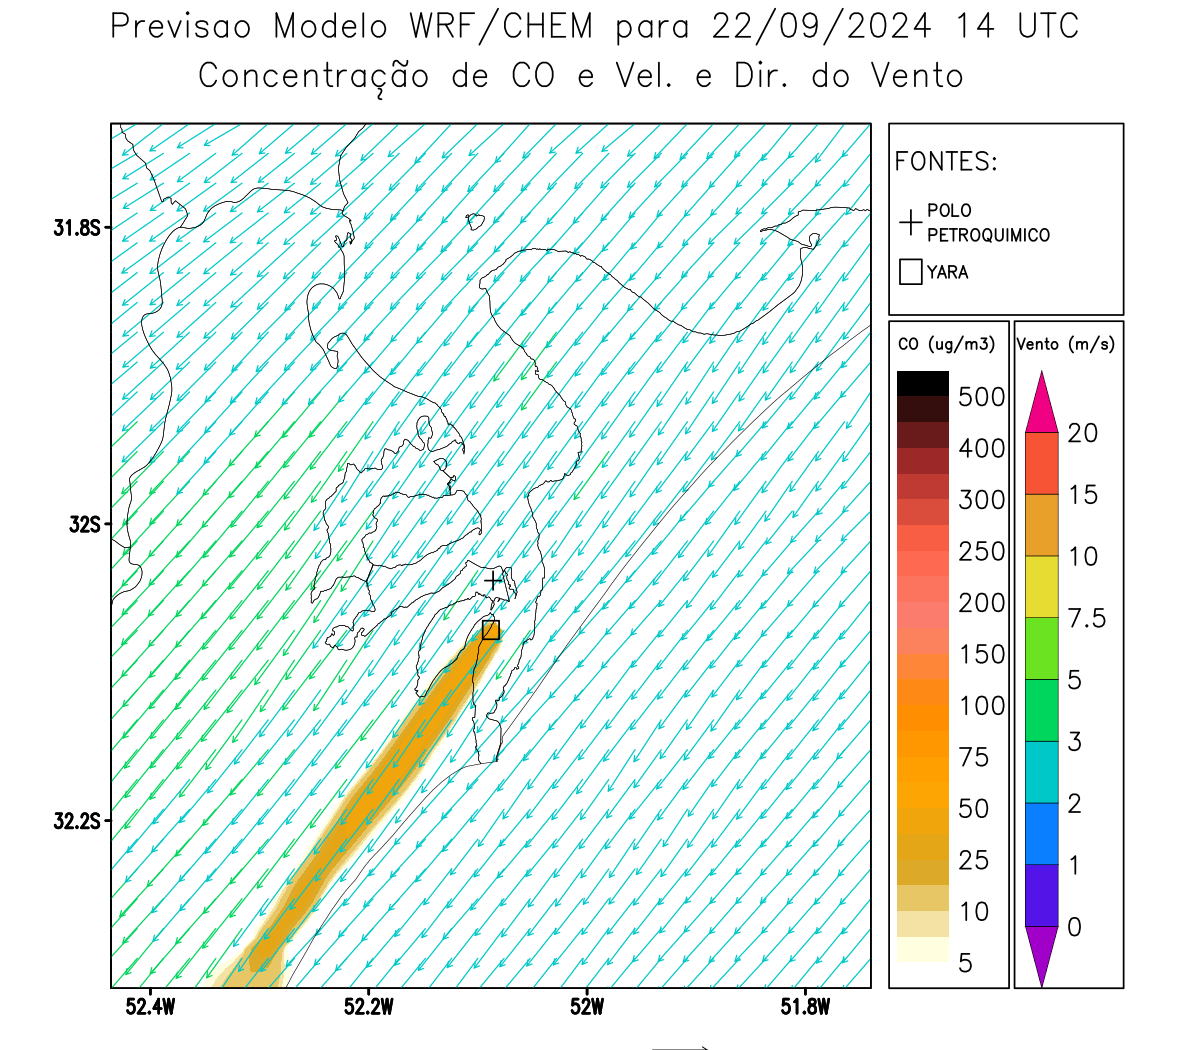 Previsao Modelo WRF/CHEM para 22/09/2024 14 UTC
Concentração de CO e Vel. e Dir. do Vento
FONTES:
POLO
PETROQUIMICO
YARA
CO (ug/m3)
500
400
300
250
200
150
100
75
50
25
10
5
Vento (m/s)
20
15
10
7.5
5
3
2
1
0
31.8S
32S
32.2S
52.4W
52.2W
52W
51.8W